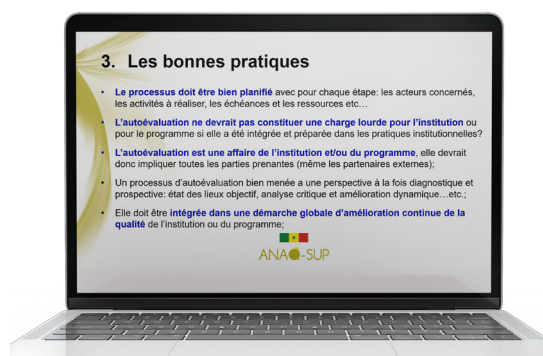 3. Les bonnes pratiques
• Le processus doit être bien planifié avec pour chaque étape: les acteurs concernés,
les activités à réaliser, les échéances et les ressources etc…
• L'autoévaluation ne devrait pas constituer une charge lourde pour l'institution ou
pour le programme si elle a été intégrée et préparée dans les pratiques institutionnelles?
• L'autoévaluation est une affaire de l'institution et/ou du programme, elle devrait
donc impliquer toutes les parties prenantes (même les partenaires externes);
• Un processus d'autoévaluation bien menée a une perspective à la fois diagnostique et
prospective: état des lieux objectif, analyse critique et amélioration dynamique…etc.;
• Elle doit être intégrée dans une démarche globale d'amélioration continue de la
qualité de l'institution ou du programme;
ANAQ-SUP